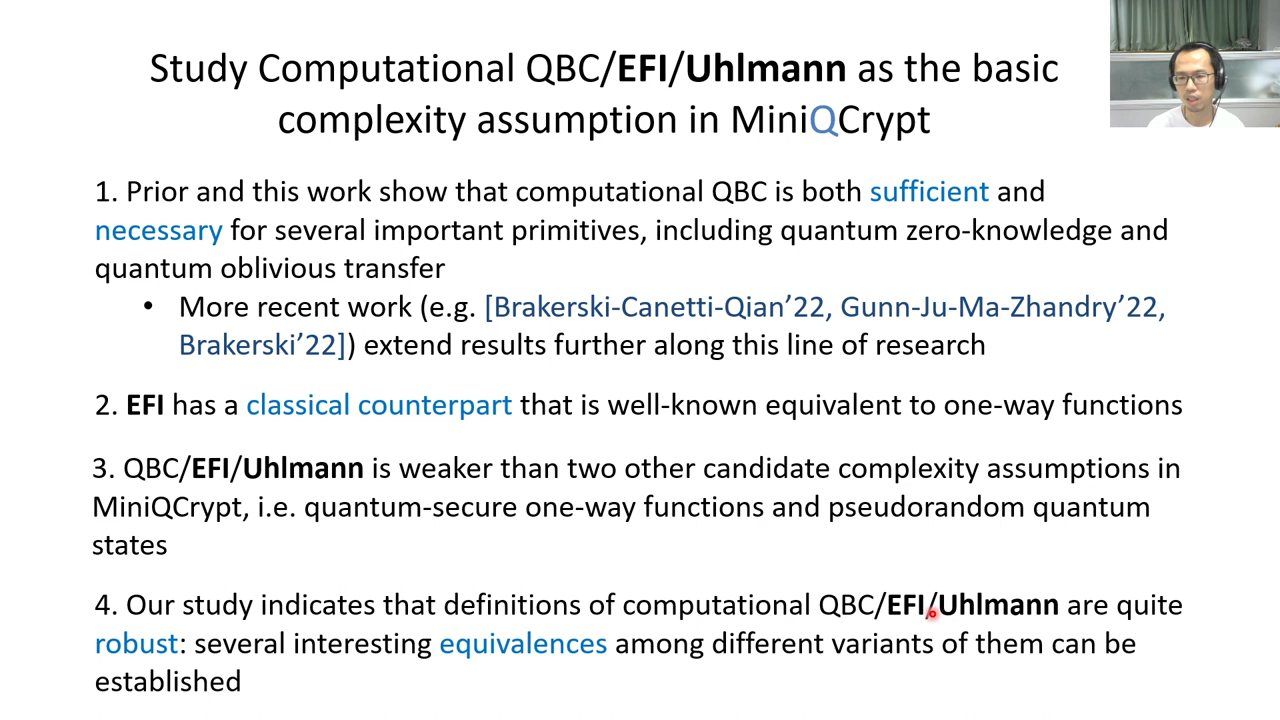 Study Computational QBC/EFI/Uhlmann as the basic
complexity assumption in MiniQCrypt
1. Prior and this work show that computational QBC is both sufficient and
necessary for several important primitives, including quantum zero-knowledge and
quantum oblivious transfer
• More recent work (e.g. [Brakerski-Canetti-Qian’22, Gunn-Ju-Ma-Zhandry’22,
Brakerski’22]) extend results further along this line of research
2. EFI has a classical counterpart that is well-known equivalent to one-way functions
3. QBC/EFI/Uhlmann is weaker than two other candidate complexity assumptions in
MiniQCrypt, i.e. quantum-secure one-way functions and pseudorandom quantum
states
4. Our study indicates that definitions of computational QBC/EFI/Uhlmann are quite
robust: several interesting equivalences among different variants of them can be
established